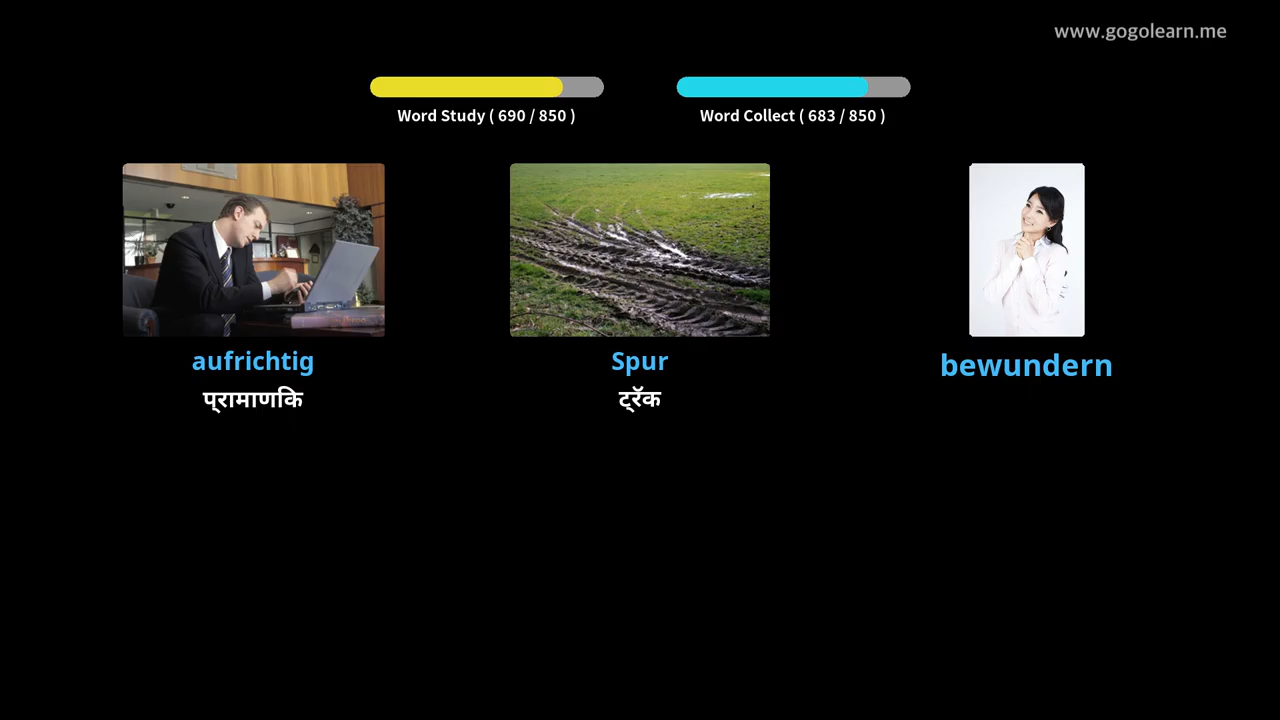 www.gogolearn.me
Word Study ( 690 / 850 )
Word Collect ( 683 / 850 )
aufrichtig
प्रामाणकि
Spur
ट्रॅक
bewundern